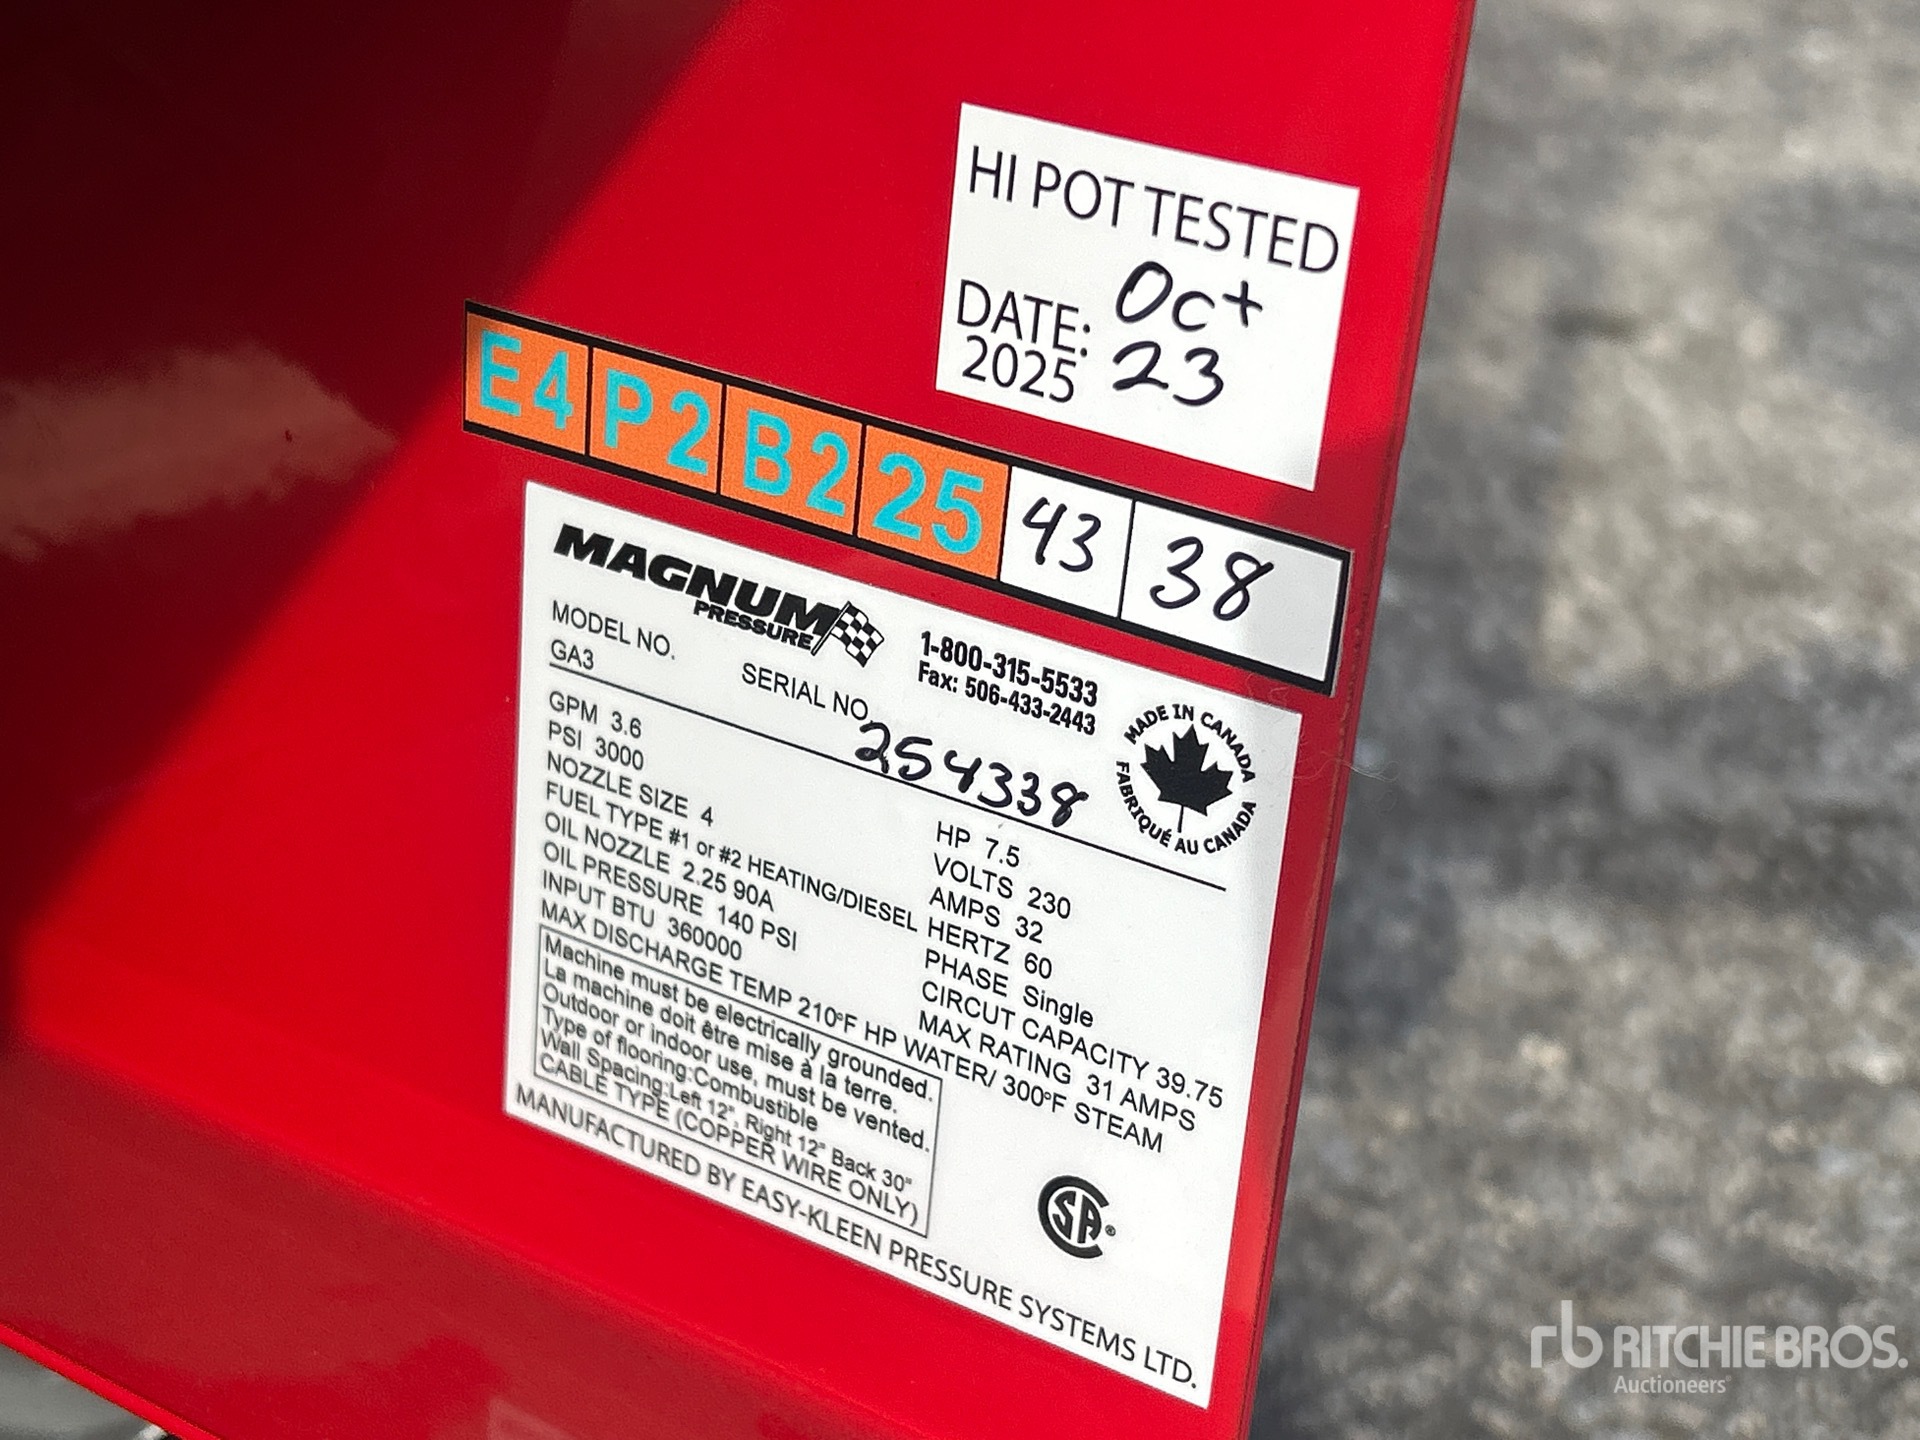 HI POT TESTED
DATE: Oct
2025 23
E4 P2 B2 25 43 38
MAGNUM
PRESSURE
1-800-315-5533
Fax: 506-433-2443
MODEL NO.
GA3
SERIAL NO.
254338
MADE IN CANADA
FABRIQUÉ AU CANADA
GPM 3.6
PSI 3000
NOZZLE SIZE 4
FUEL TYPE #1 or #2 HEATING/DIESEL
OIL NOZZLE 2.25 90A
OIL PRESSURE 140 PSI
INPUT BTU 360000
MAX DISCHARGE TEMP 210°F HP WATER/ 300°F STEAM
HP 7.5
VOLTS 230
AMPS 32
HERTZ 60
PHASE Single
CIRCUT CAPACITY 39.75
MAX RATING 31 AMPS
Machine must be electrically grounded.
La machine doit être mise à la terre.
Outdoor or indoor use, must be vented.
Type of flooring:Combustible
Wall Spacing:Left 12", Right 12" Back 30"
CABLE TYPE (COPPER WIRE ONLY)
SA®
MANUFACTURED BY EASY-KLEEN PRESSURE SYSTEMS LTD.
rb RITCHIE BROS.
Auctioneers